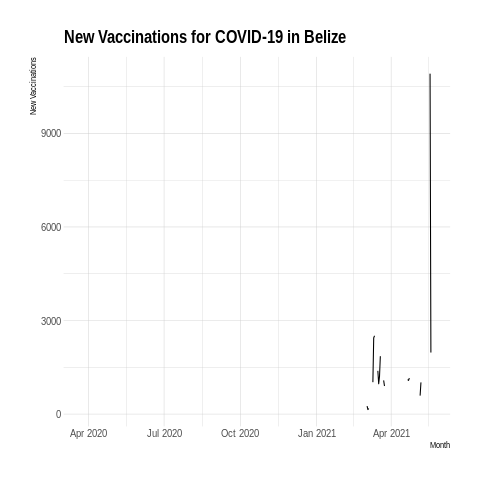 New Vaccinations for COVID-19 in Belize
New Vaccinations
9000
6000
3000
0
Apr 2020
Jul 2020
Oct 2020
Jan 2021
Apr 2021
Month